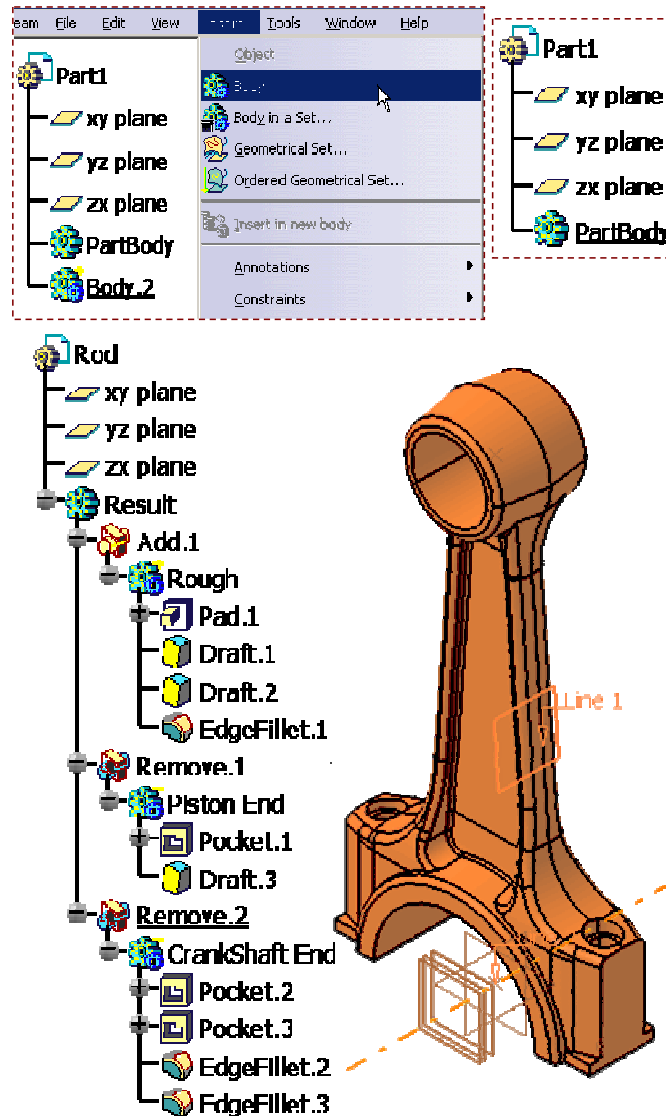 eam File Edit View Insert Tools Window Help
Part1
xy plane
yz plane
zx plane
PartBody
Body.2
Object
Body
Body in a Set...
Geometrical Set...
Ordered Geometrical Set...
Insert in new body
Annotations
Constraints
Part1
xy plane
yz plane
zx plane
PartBody
Rod
xy plane
yz plane
zx plane
Result
Add.1
Rough
Pad.1
Draft.1
Draft.2
EdgeFillet.1
Remove.1
Piston End
Pocket.1
Draft.3
Remove.2
CrankShaft End
Pocket.2
Pocket.3
EdgeFillet.2
EdgeFillet.3
Line 1